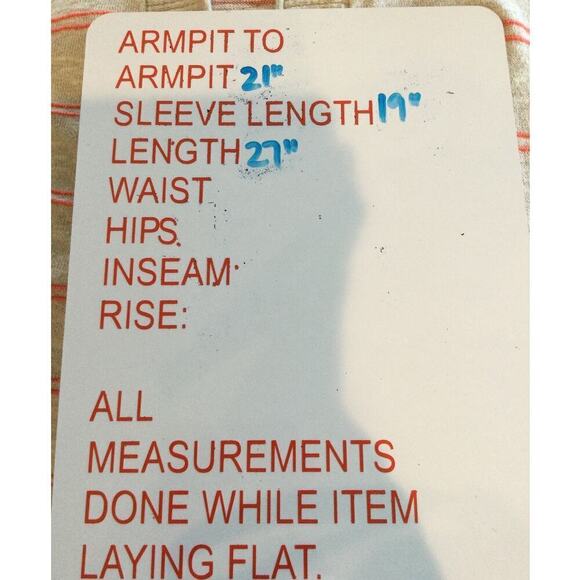 ARMPIT TO
ARMPIT 21"
SLEEVE LENGTH 19"
LENGTH 27"
WAIST
HIPS
INSEAM
RISE:
ALL
MEASUREMENTS
DONE WHILE ITEM
LAYING FLAT.